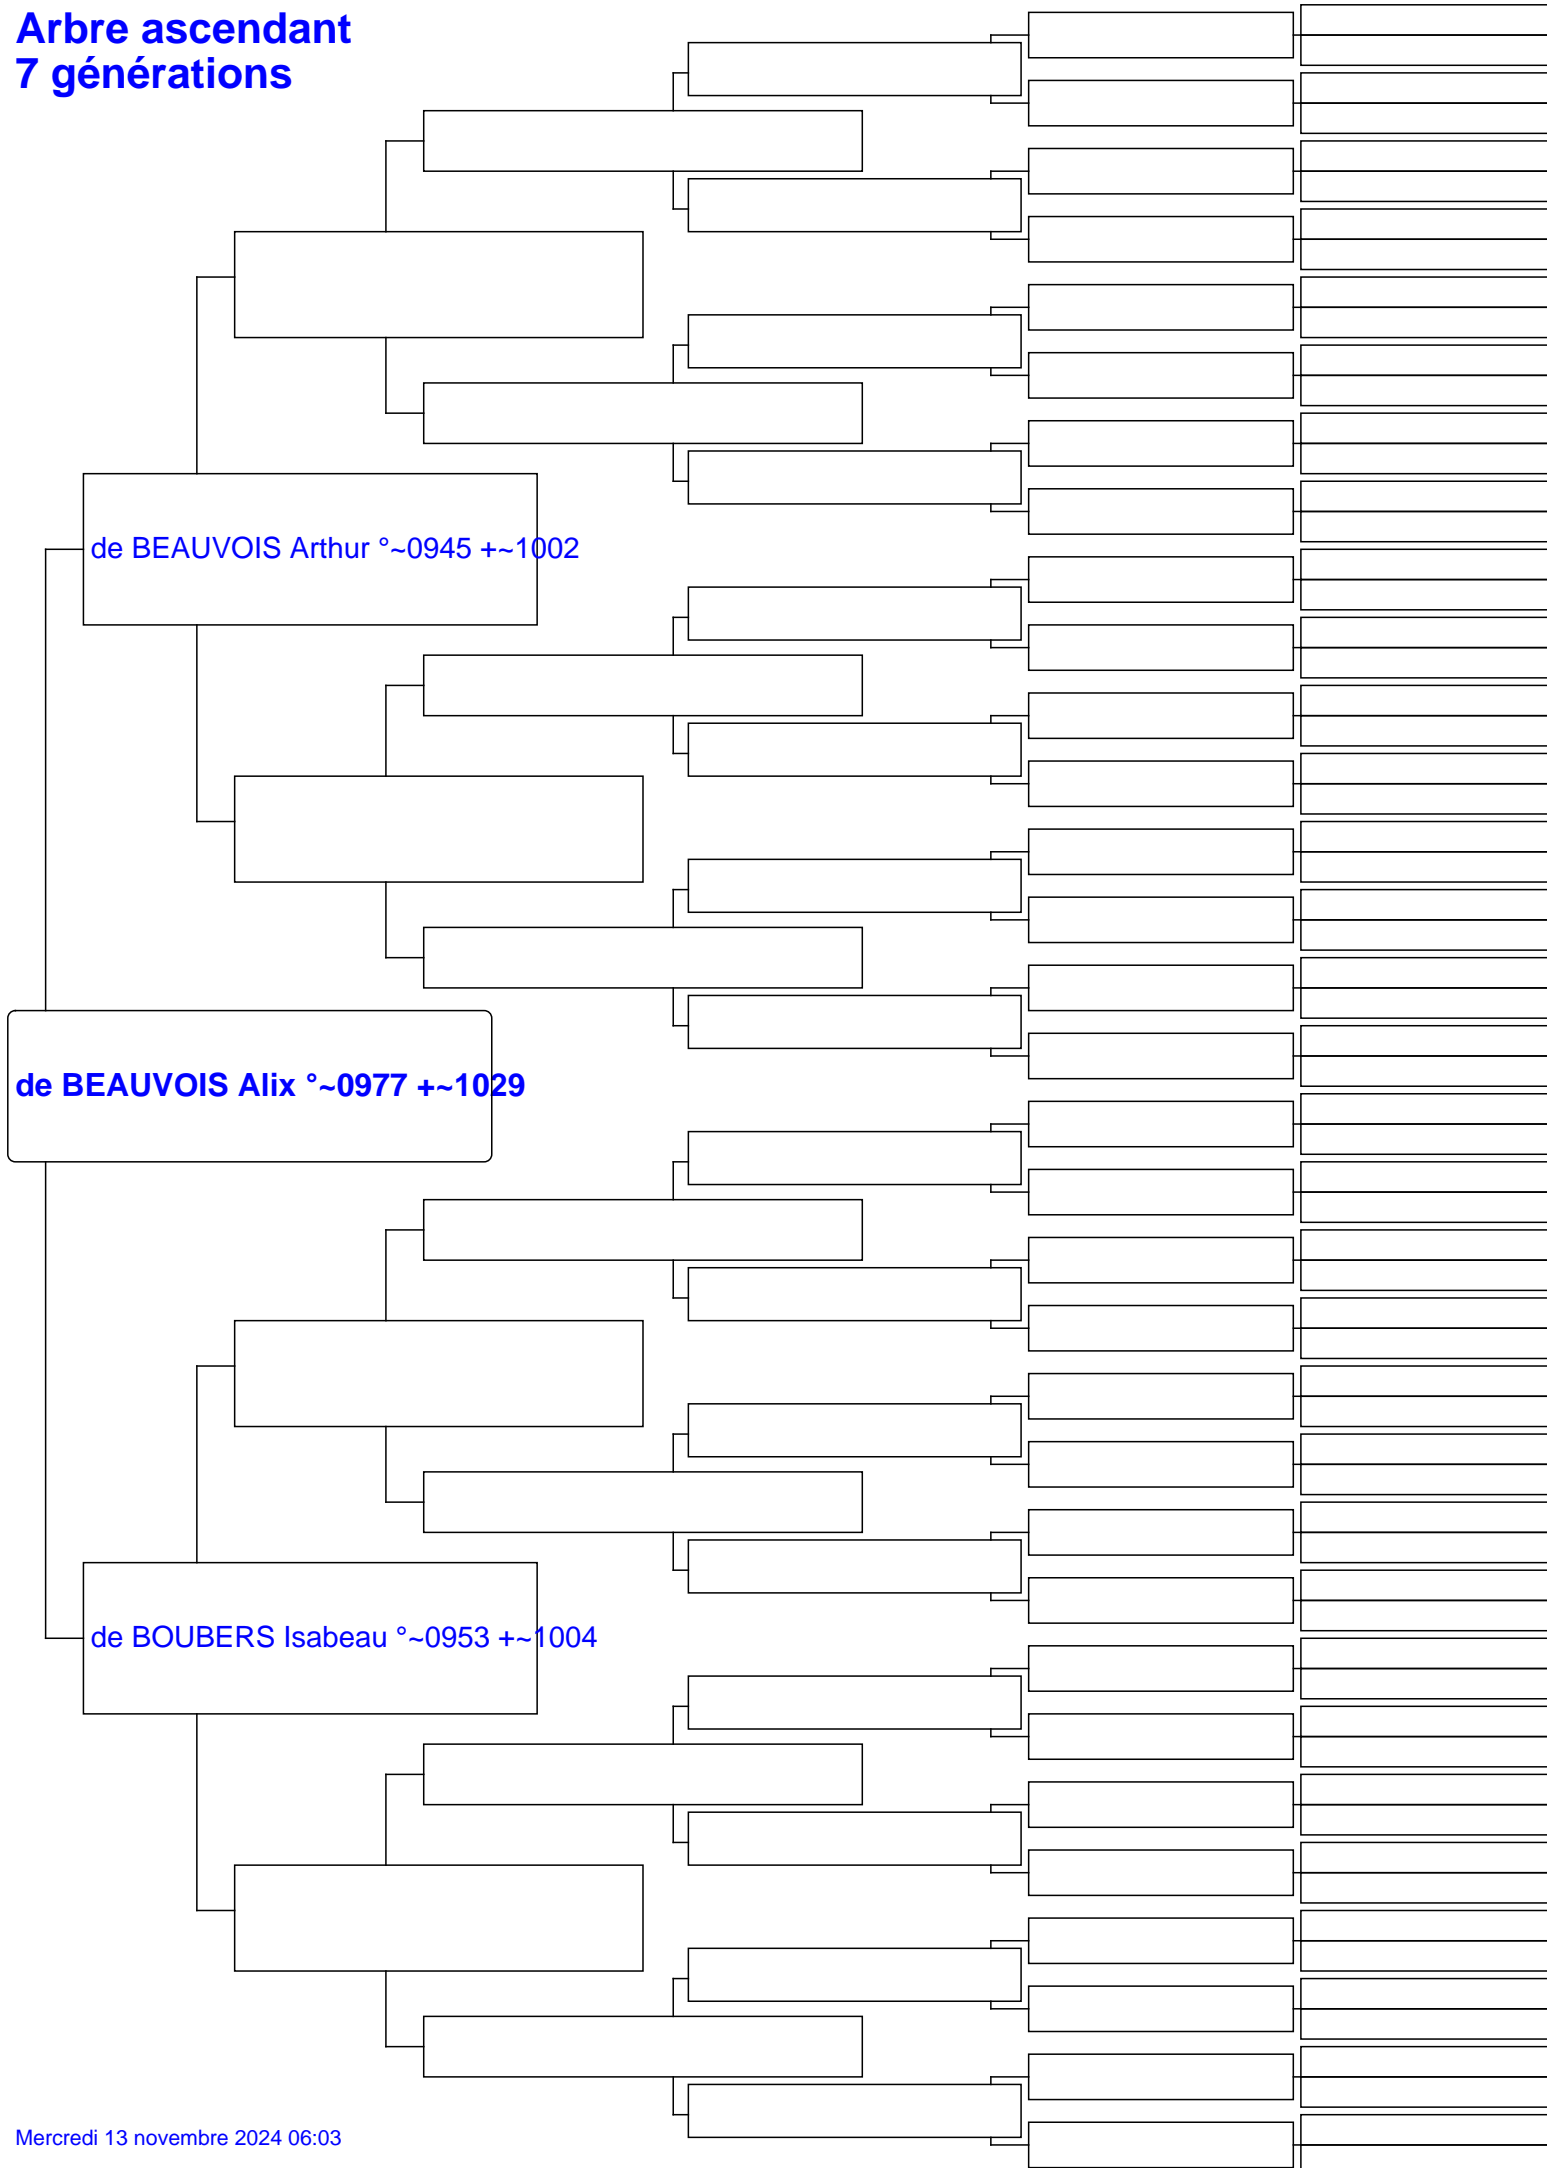 Arbre ascendant
7 générations
de BEAUVOIS Arthur °~0945 +~1002
de BEAUVOIS Alix °~0977 +~1029
de BOUBERS Isabeau °~0953 +~1004
Mercredi 13 novembre 2024 06:03